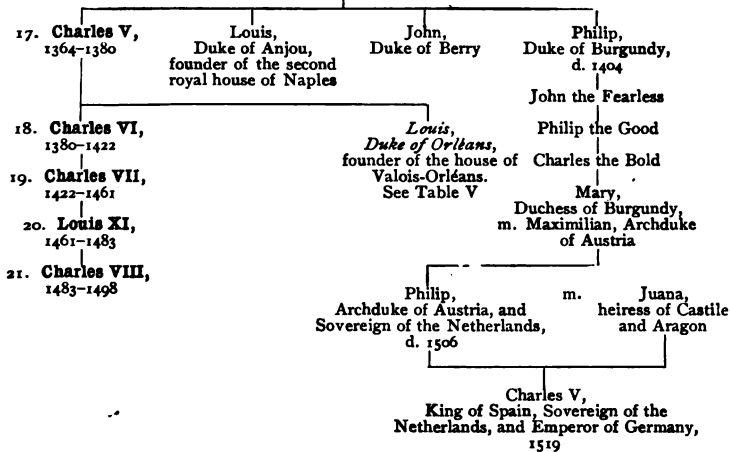 17. Charles V,
1364–1380
Louis,
Duke of Anjou,
founder of the second
royal house of Naples
John,
Duke of Berry
Philip,
Duke of Burgundy,
d. 1404
John the Fearless
18. Charles VI,
1380–1422
Louis,
Duke of Orléans,
founder of the house of
Valois-Orléans.
See Table V
Philip the Good
Charles the Bold
19. Charles VII,
1422–1461
Mary,
Duchess of Burgundy,
m. Maximilian, Archduke
of Austria
20. Louis XI,
1461–1483
21. Charles VIII,
1483–1498
Philip,
Archduke of Austria, and
Sovereign of the Netherlands,
d. 1506
m.
Juana,
heiress of Castile
and Aragon
Charles V,
King of Spain, Sovereign of the
Netherlands, and Emperor of Germany,
1519